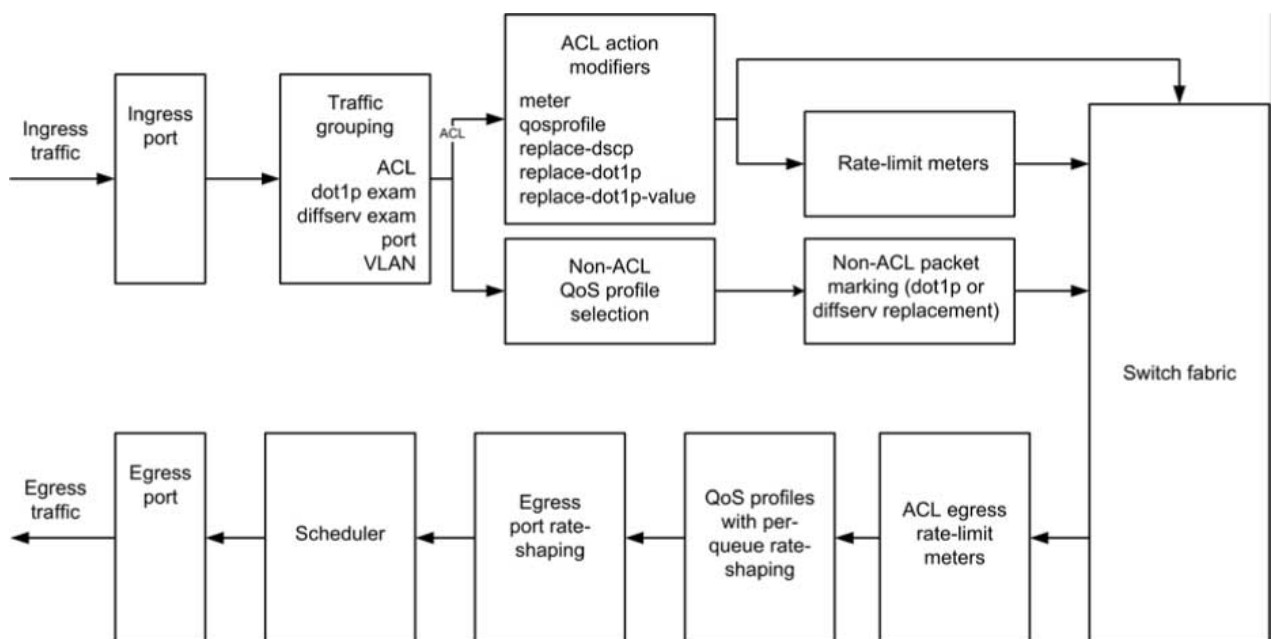 Ingress
traffic
Ingress
port
Traffic
grouping
ACL
dot1p exam
diffserv exam
port
VLAN
ACL
ACL action
modifiers
meter
qosprofile
replace-dscp
replace-dot1p
replace-dot1p-value
Rate-limit meters
Non-ACL
QoS profile
selection
Non-ACL packet
marking (dot1p or
diffserv replacement)
Switch fabric
Egress
traffic
Egress
port
Scheduler
Egress
port rate-
shaping
QoS profiles
with per-
queue rate-
shaping
ACL egress
rate-limit
meters